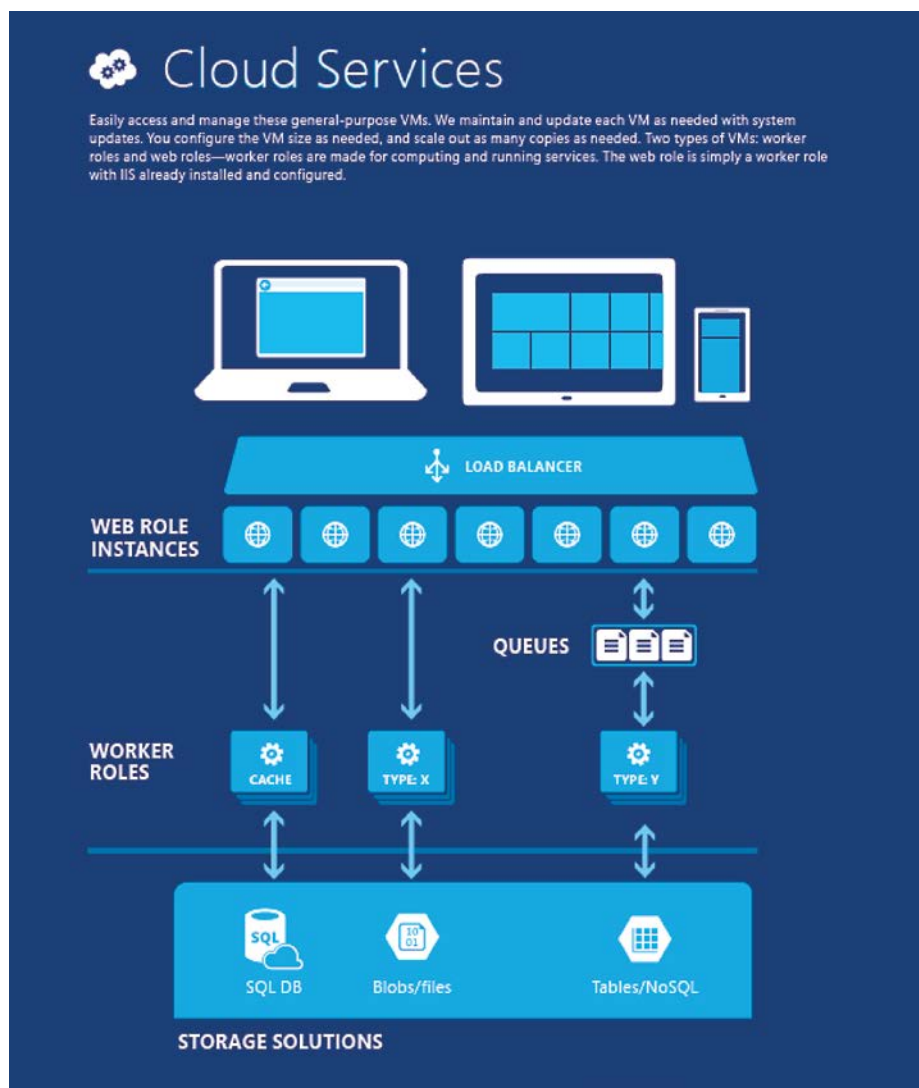 Cloud Services
Easily access and manage these general-purpose VMs. We maintain and update each VM as needed with system
updates. You configure the VM size as needed, and scale out as many copies as needed. Two types of VMs: worker
roles and web roles—worker roles are made for computing and running services. The web role is simply a worker role
with IIS already installed and configured.
LOAD BALANCER
WEB ROLE
INSTANCES
QUEUES
WORKER
ROLES
CACHE
TYPE: X
TYPE: Y
SQL
10
01
SQL DB
Blobs/files
Tables/NoSQL
STORAGE SOLUTIONS